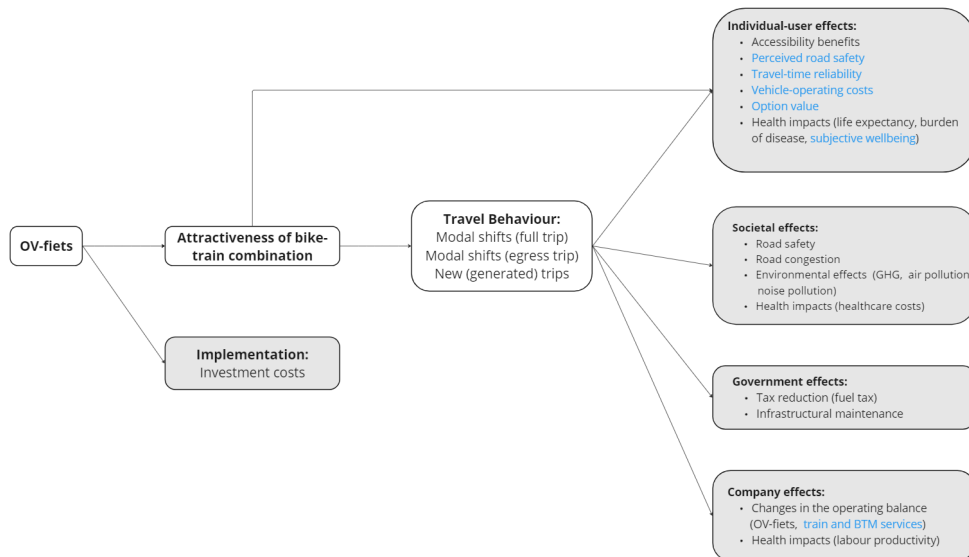 Individual-user effects:
• Accessibility benefits
• Perceived road safety
• Travel-time reliability
• Vehicle-operating costs
• Option value
• Health impacts (life expectancy, burden
of disease, subjective wellbeing)
OV-fiets
Attractiveness of bike-
train combination
Travel Behaviour:
Modal shifts (full trip)
Modal shifts (egress trip)
New (generated) trips
Implementation:
Investment costs
Societal effects:
• Road safety
• Road congestion
• Environmental effects (GHG, air pollution
noise pollution)
• Health impacts (healthcare costs)
Government effects:
• Tax reduction (fuel tax)
• Infrastructural maintenance
Company effects:
• Changes in the operating balance
(OV-fiets, train and BTM services)
• Health impacts (labour productivity)